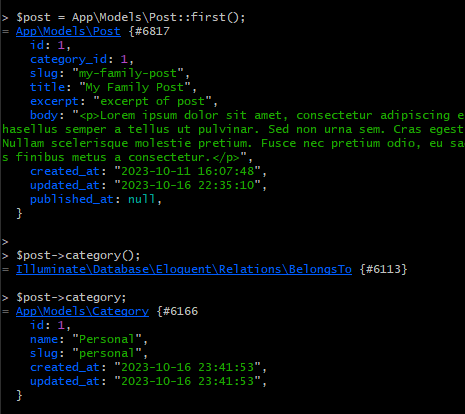 > $post = App\Models\Post::first();
= App\Models\Post {#6817
id: 1,
category_id: 1,
slug: "my-family-post",
title: "My Family Post",
excerpt: "excerpt of post",
body: "<p>Lorem ipsum dolor sit amet, consectetur adipiscing e
hasellus semper a tellus ut pulvinar. Sed non urna sem. Cras egest
Nullam scelerisque molestie pretium. Fusce nec pretium odio, eu sa
s finibus metus a consectetur.</p>",
created_at: "2023-10-11 16:07:48",
updated_at: "2023-10-16 22:35:10",
published_at: null,
}
>
> $post->category();
= Illuminate\Database\Eloquent\Relations\BelongsTo {#6113}
> $post->category;
= App\Models\Category {#6166
id: 1,
name: "Personal",
slug: "personal",
created_at: "2023-10-16 23:41:53",
updated_at: "2023-10-16 23:41:53",
}